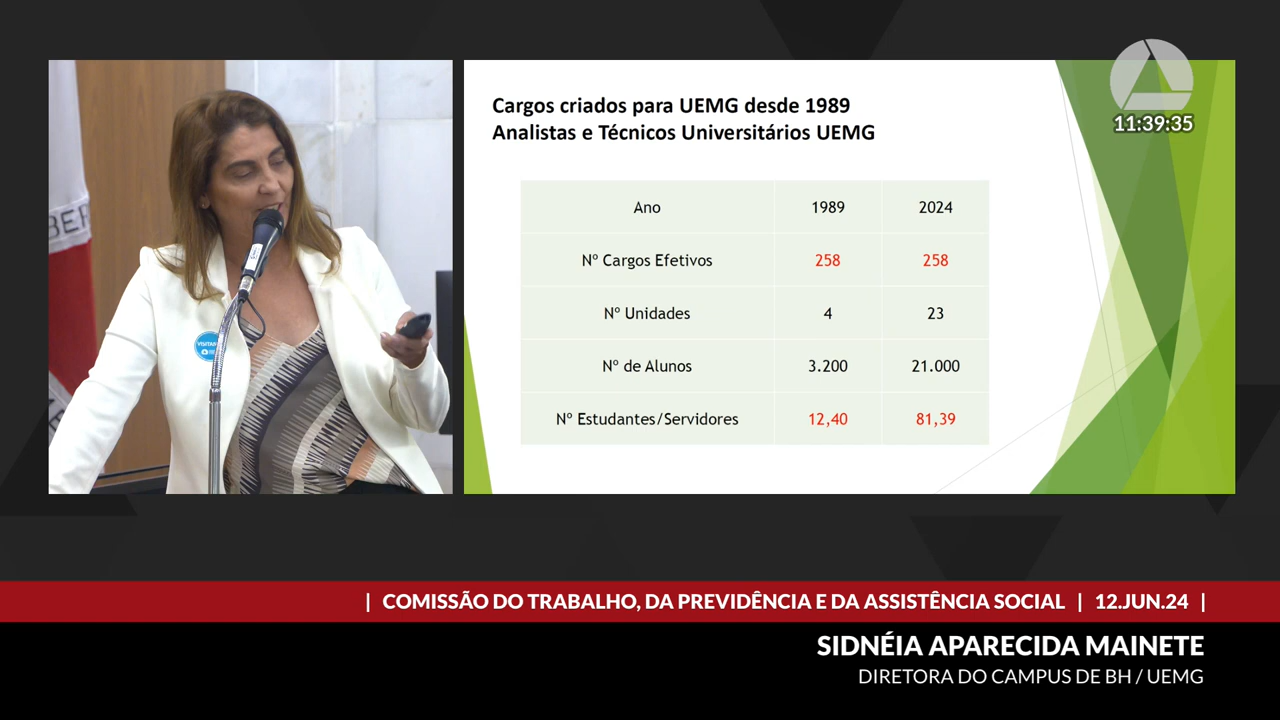 BER
VISITAN
Cargos criados para UEMG desde 1989
Analistas e Técnicos Universitários UEMG
11:39:35
Ano 1989 2024
Nº Cargos Efetivos 258 258
Nº Unidades 4 23
Nº de Alunos 3.200 21.000
Nº Estudantes/Servidores 12,40 81,39
| COMISSÃO DO TRABALHO, DA PREVIDÊNCIA E DA ASSISTÊNCIA SOCIAL | 12.JUN.24 |
SIDNÉIA APARECIDA MAINETE
DIRETORA DO CAMPUS DE BH / UEMG